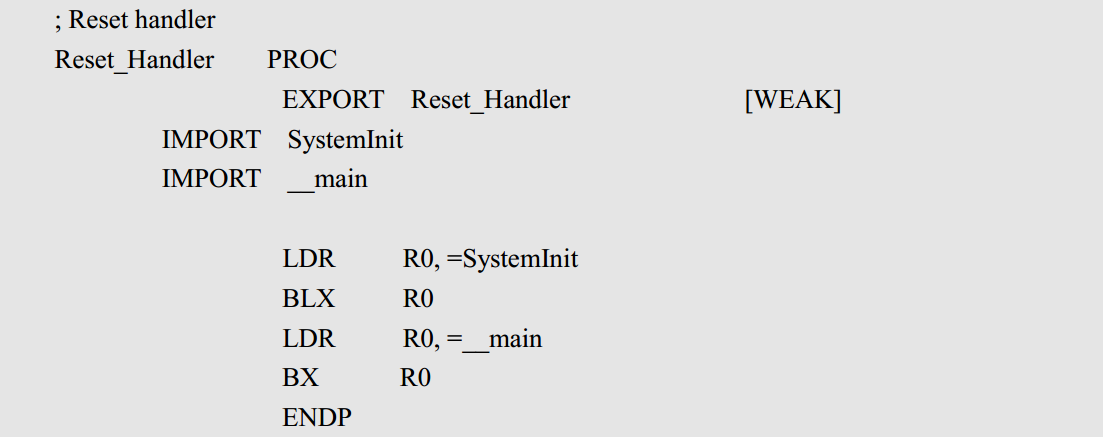 ; Reset handler
Reset_Handler PROC
EXPORT Reset_Handler [WEAK]
IMPORT SystemInit
IMPORT __main
LDR R0, =SystemInit
BLX R0
LDR R0, =__main
BX R0
ENDP